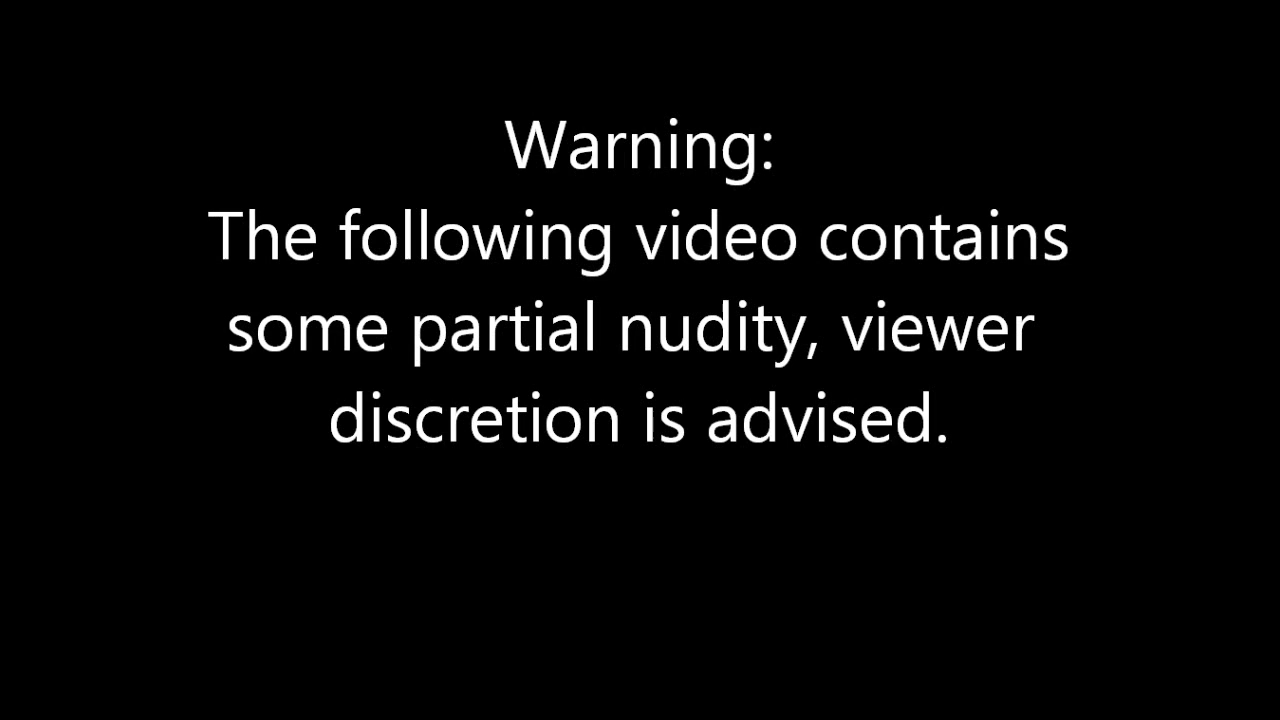 Warning:
The following video contains
some partial nudity, viewer
discretion is advised.